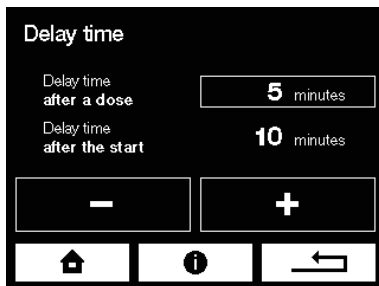 Delay time
Delay time
after a dose
5 minutes
Delay time
after the start
10 minutes
−
+